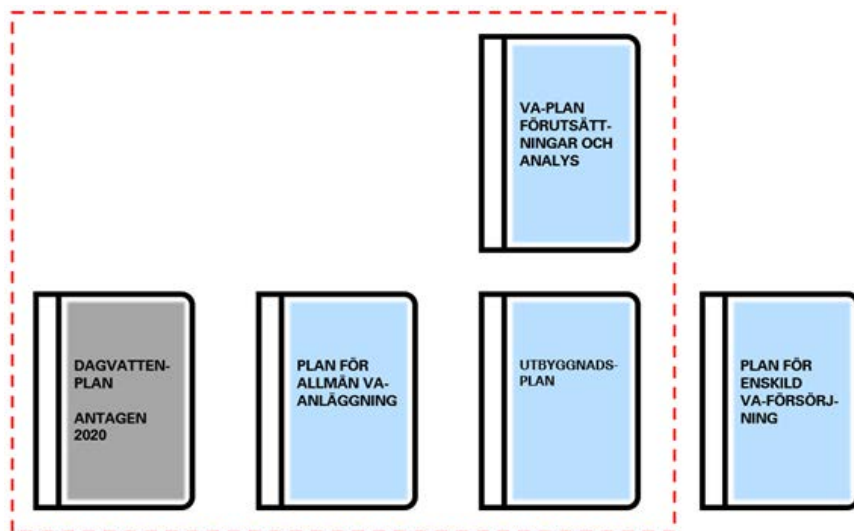 VA-PLAN
FÖRUTSÄTT-
NINGAR OCH
ANALYS
DAGVATTEN-
PLAN
ANTAGEN
2020
PLAN FÖR
ALLMÄN VA-
ANLÄGGNING
UTBYGGNADS-
PLAN
PLAN FÖR
ENSKILD
VA-FÖRSÖRJ-
NING